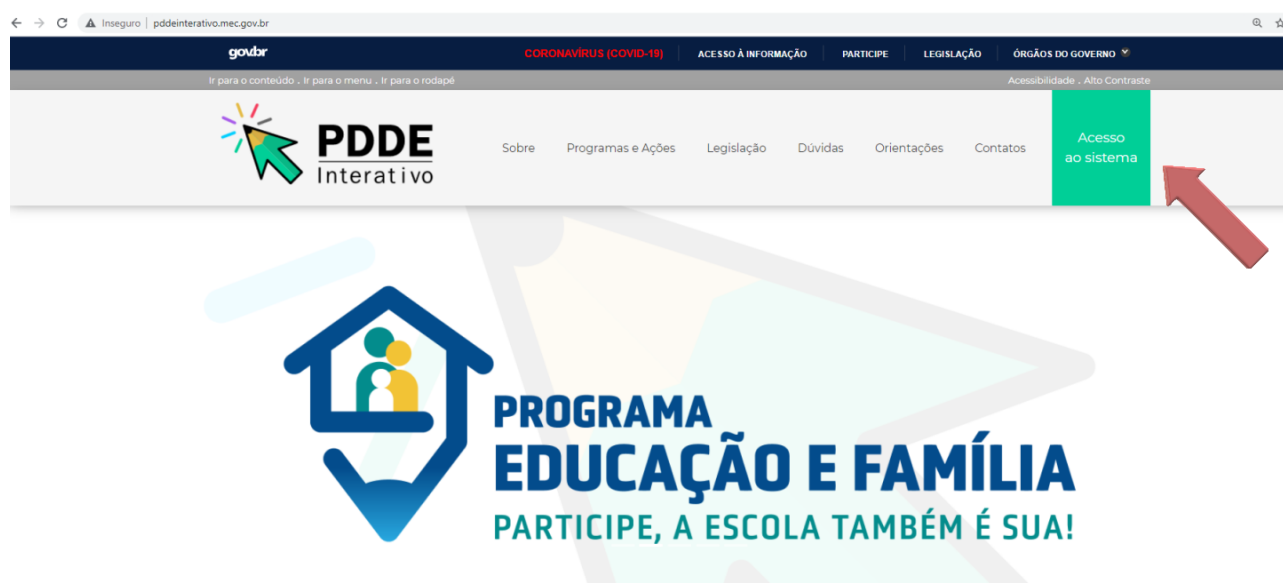 Inseguro | pddeinterativo.mec.gov.br
gov.br CORONAVÍRUS (COVID-19) ACESSO À INFORMAÇÃO PARTICIPE LEGISLAÇÃO ÓRGÃOS DO GOVERNO
Ir para o conteúdo . Ir para o menu . Ir para o rodapé Acessibilidade . Alto Contraste
PDDE
Interativo
Sobre Programas e Ações Legislação Dúvidas Orientações Contatos
Acesso
ao sistema
PROGRAMA
EDUCAÇÃO E FAMÍLIA
PARTICIPE, A ESCOLA TAMBÉM É SUA!